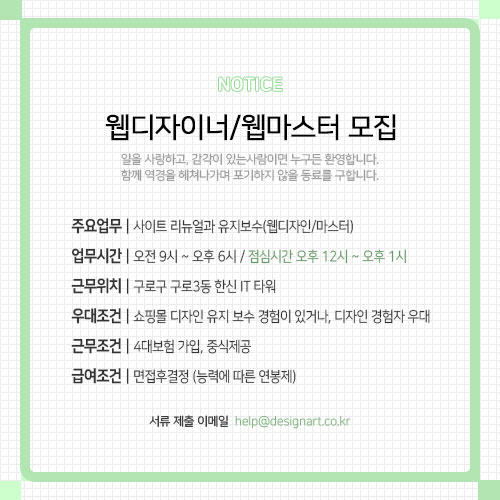 NOTICE
웹디자이너/웹마스터 모집
일을 사랑하고, 감각이 있는사람이면 누구든 환영합니다.
함께 역경을 헤쳐나가며 포기하지 않을 동료를 구합니다.
주요업무 | 사이트 리뉴얼과 유지보수(웹디자인/마스터)
업무시간 | 오전 9시 ~ 오후 6시 / 점심시간 오후 12시 ~ 오후 1시
근무위치 | 구로구 구로3동 한신 IT 타워
우대조건 | 쇼핑몰 디자인 유지 보수 경험이 있거나, 디자인 경험자 우대
근무조건 | 4대보험 가입, 중식제공
급여조건 | 면접후결정 (능력에 따른 연봉제)
서류 제출 이메일 help@designart.co.kr